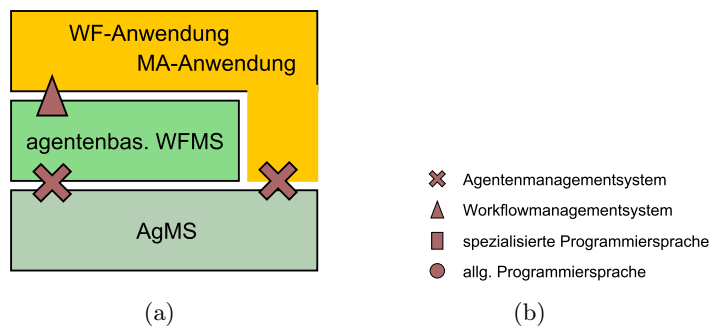 WF-Anwendung
MA-Anwendung
agentenbas. WFMS
AgMS
(a)
Agentenmanagementsystem
Workflowmanagementsystem
spezialisierte Programmiersprache
allg. Programmiersprache
(b)